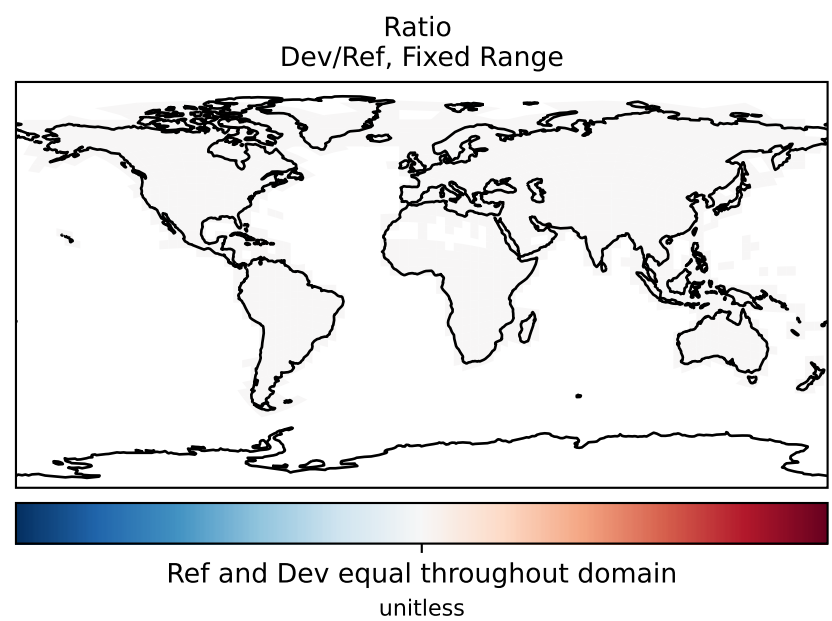 Ratio
Dev/Ref, Fixed Range
Ref and Dev equal throughout domain
unitless